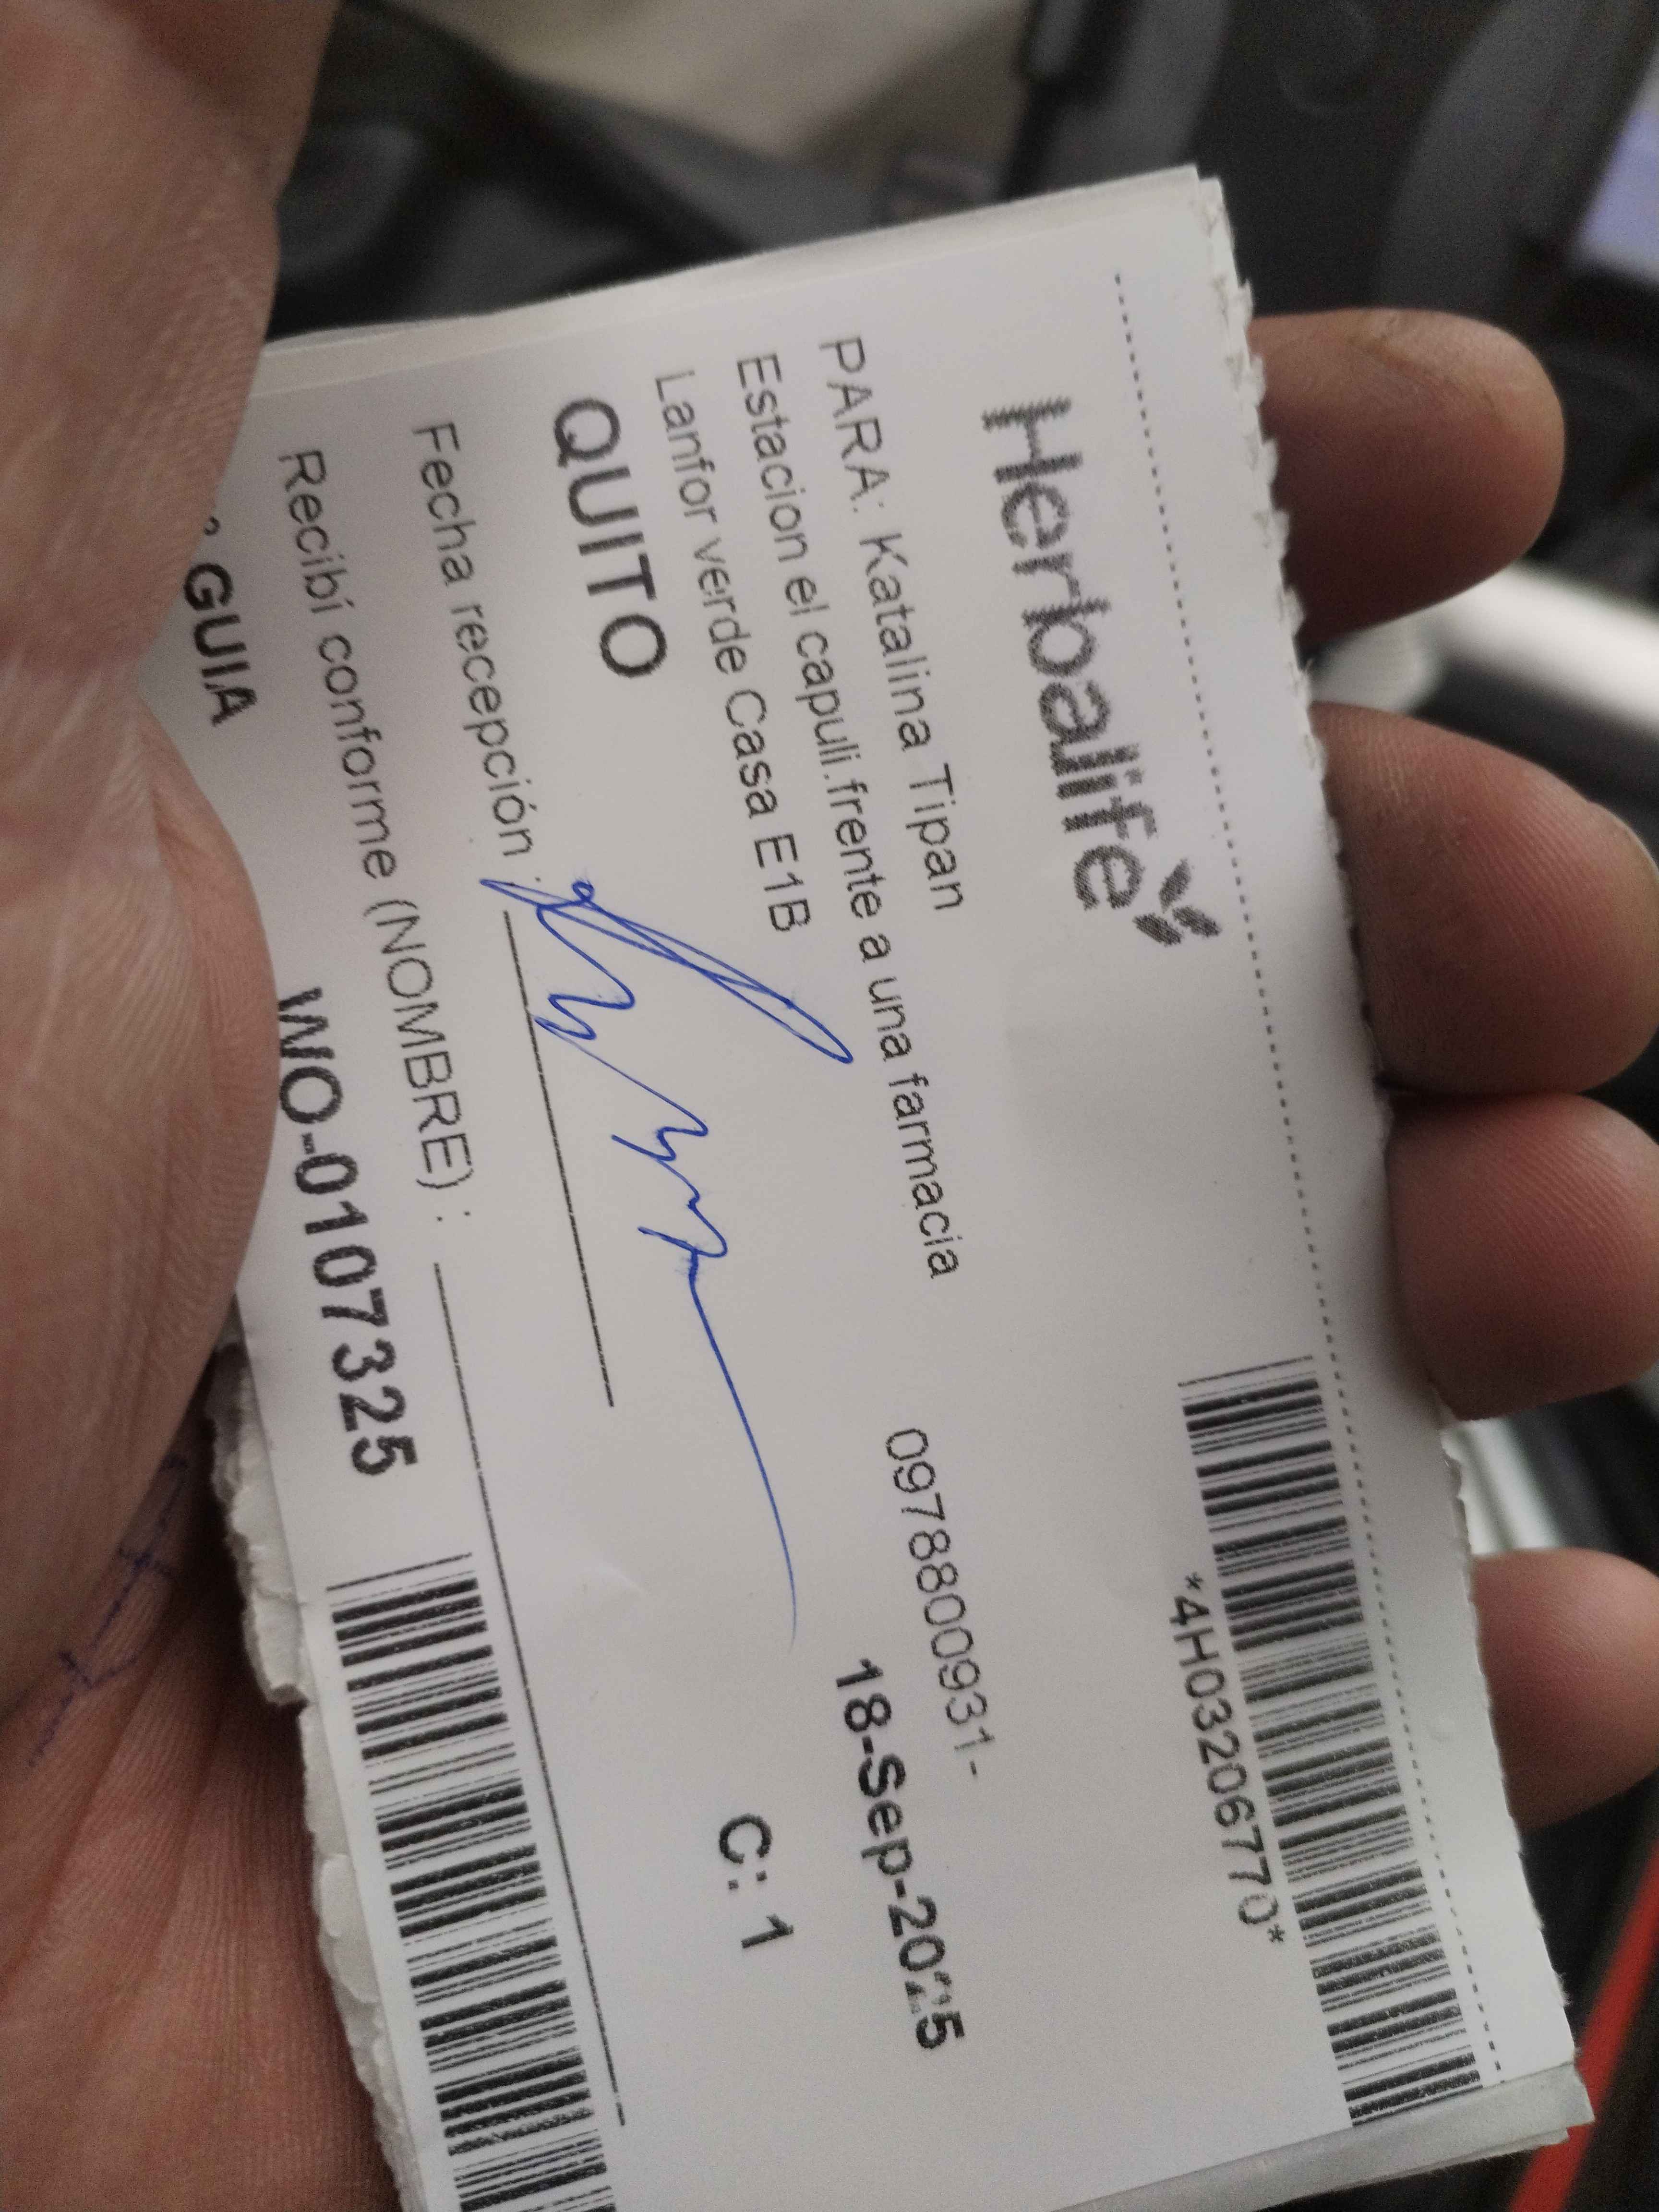 *4H03206770*
Herbalife
PARA: Katalina Tipan 0978800931-
Estacion el capuli.frente a una farmacia
Lanfor verde Casa E1B 18-Sep-2025
QUITO C: 1
Fecha recepción :
Recibí conforme (NOMBRE) :
GUIA WO-0107325